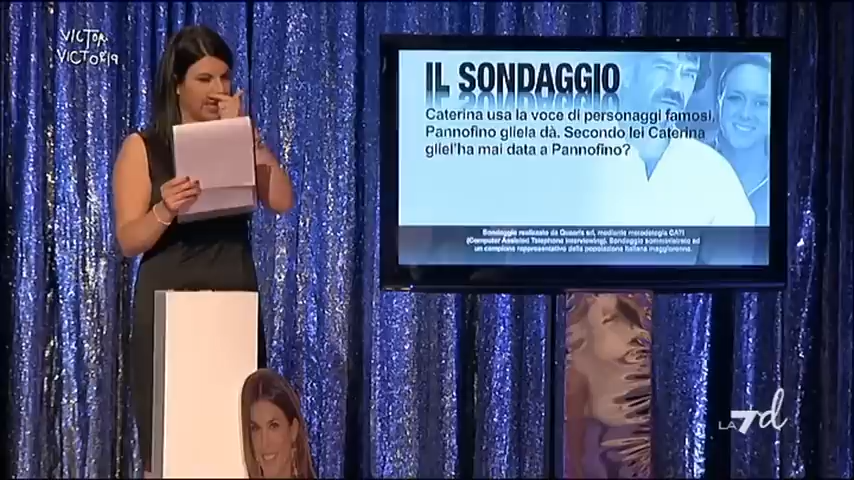 VICTOR
VICTORIA
IL SONDAGGIO
Caterina usa la voce di personaggi famosi,
Pannofino gliela dà. Secondo lei Caterina
gliel'ha mai data a Pannofino?
Sondaggio realizzato da Quaeris srl, mediante metodologia CATI
(Computer Assisted Telephone Interviewing). Sondaggio somministrato ad
un campione rappresentativo della popolazione italiana maggiorenne.
LA7d